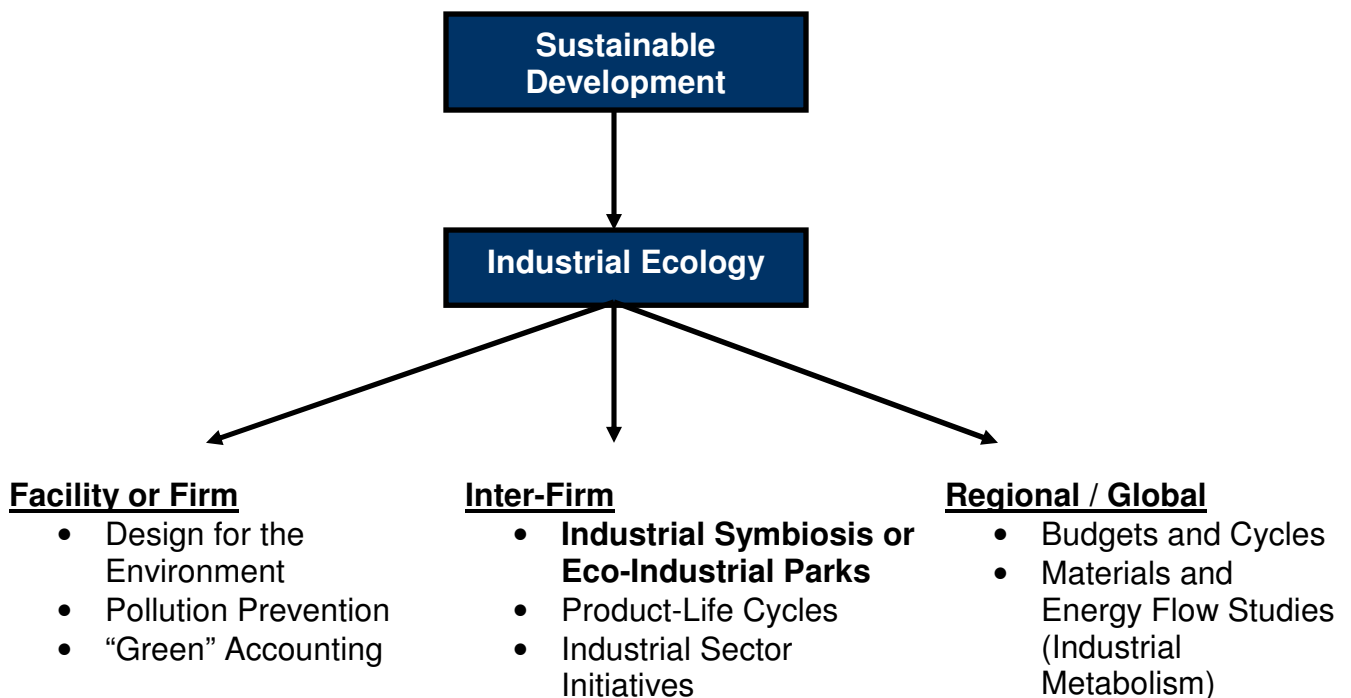 Sustainable
Development
Industrial Ecology
Facility or Firm
• Design for the
Environment
• Pollution Prevention
• “Green” Accounting
Inter-Firm
• Industrial Symbiosis or
Eco-Industrial Parks
• Product-Life Cycles
• Industrial Sector
Initiatives
Regional / Global
• Budgets and Cycles
• Materials and
Energy Flow Studies
(Industrial
Metabolism)